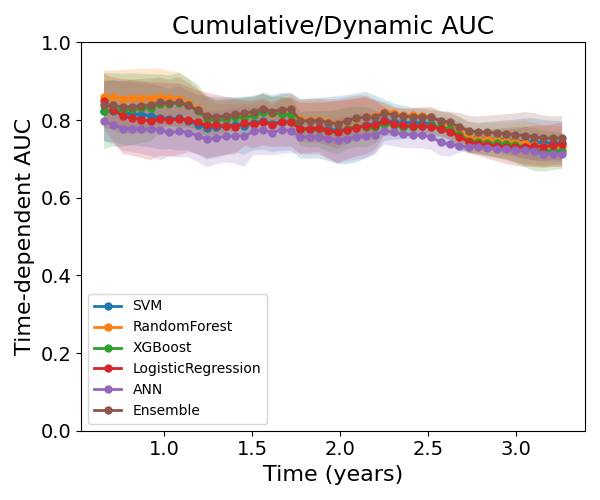 Cumulative/Dynamic AUC
Time-dependent AUC
1.0
0.8
0.6
0.4
0.2
0.0
SVM
RandomForest
XGBoost
LogisticRegression
ANN
Ensemble
1.0 1.5 2.0 2.5 3.0
Time (years)